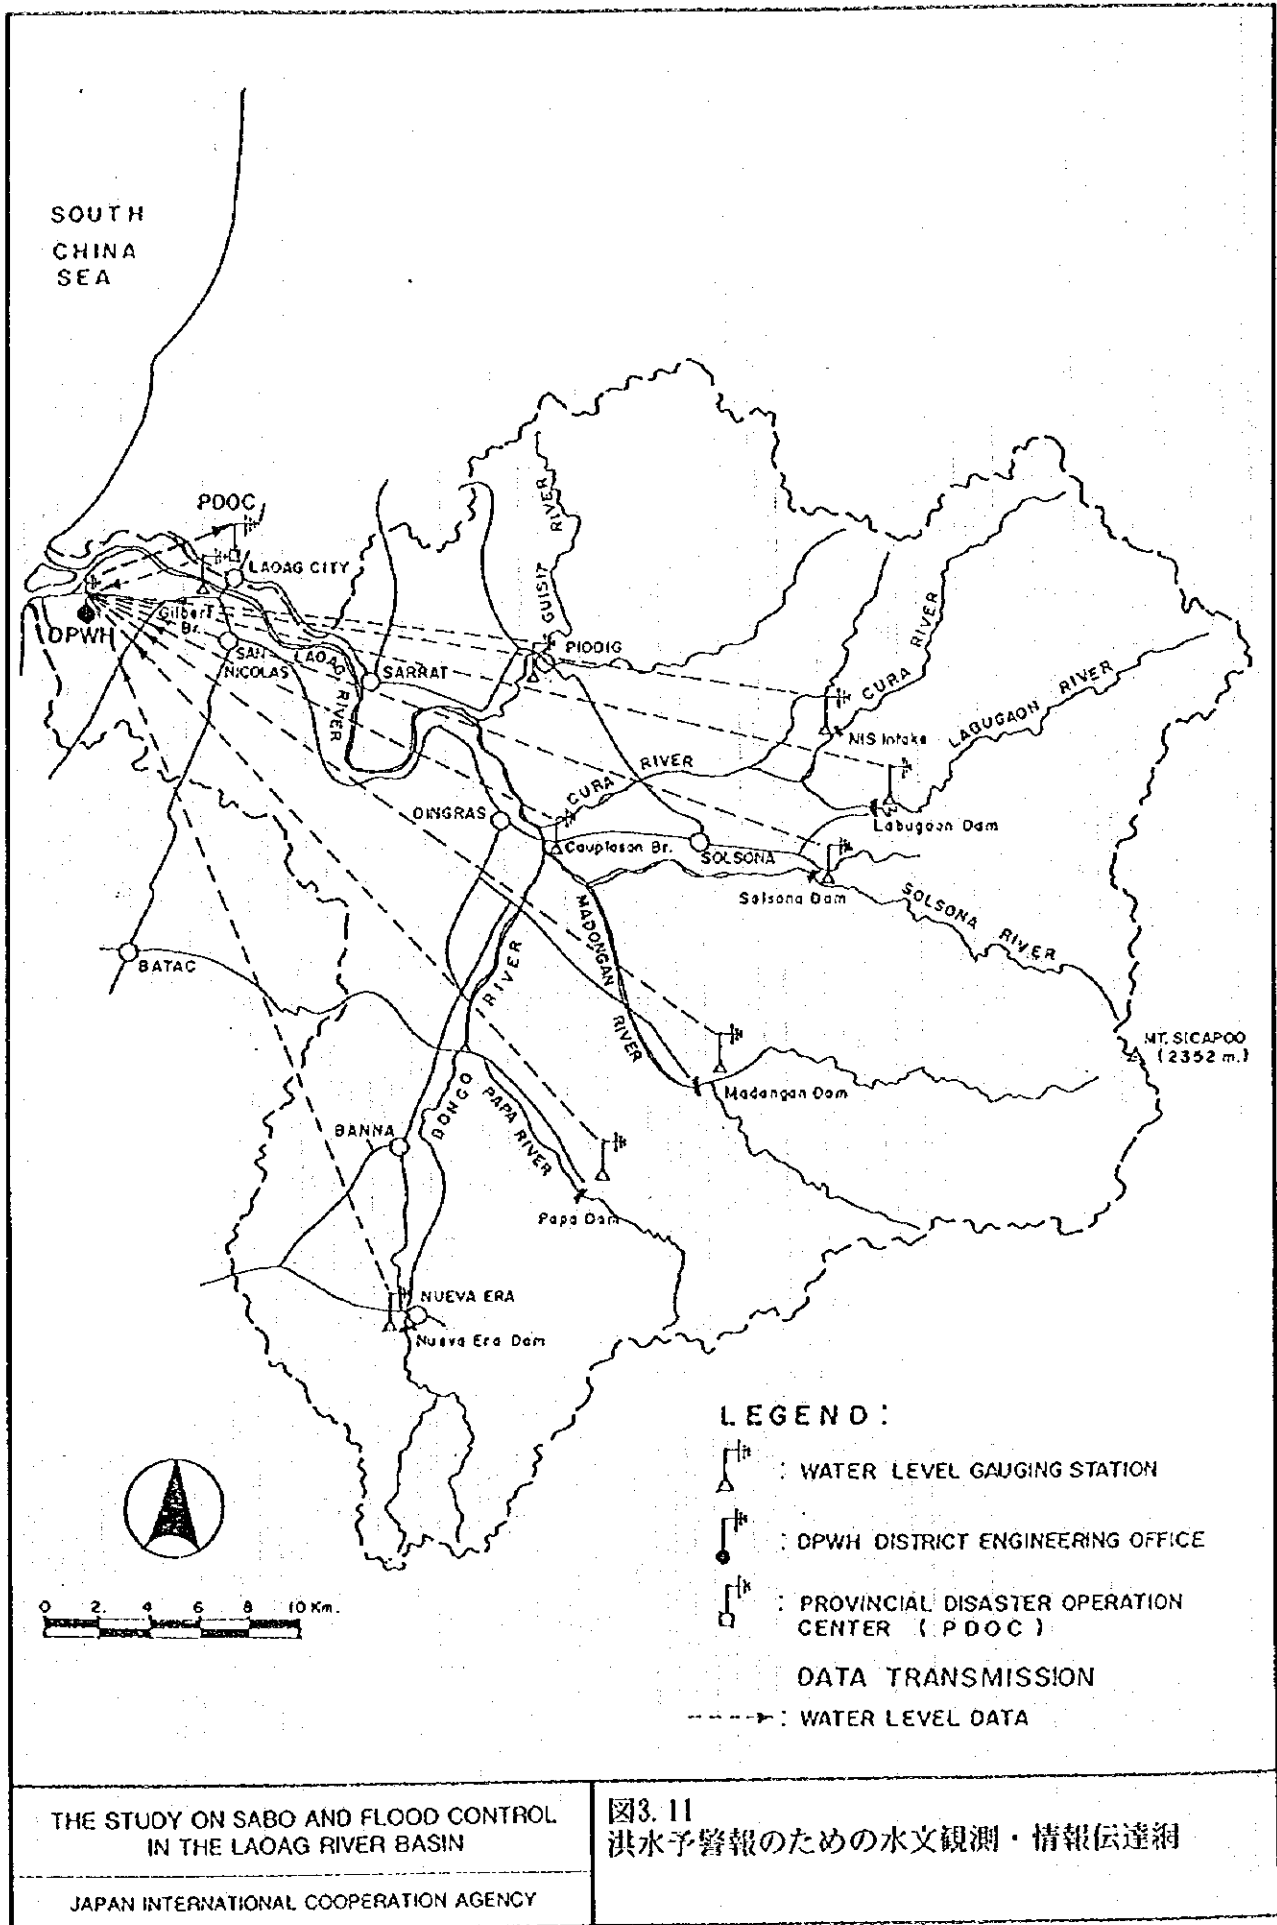 SOUTH
CHINA
SEA
PDOC
LAOAG CITY
DPWH
Gilbert
Br.
SAN
NICOLAS
LAOAG RIVER
SARRAT
GUISIT RIVER
PIDDIG
CURA RIVER
NIS Intake
LABUGAON RIVER
CURA RIVER
DINGRAS
Labugaon Dam
Cauplasan Br.
SOLSONA
Solsona Dam
SOLSONA RIVER
MADONGAN RIVER
BATAC
RIVER
MT. SICAPOO
(2352 m.)
Madongan Dam
BONGO
PAPA RIVER
BANNA
Papa Dam
NUEVA ERA
Nueva Era Dam
LEGEND :
: WATER LEVEL GAUGING STATION
: DPWH DISTRICT ENGINEERING OFFICE
: PROVINCIAL DISASTER OPERATION
CENTER ( PDOC )
DATA TRANSMISSION
: WATER LEVEL DATA
0 2. 4 6 8 10 Km.
THE STUDY ON SABO AND FLOOD CONTROL
IN THE LAOAG RIVER BASIN
JAPAN INTERNATIONAL COOPERATION AGENCY
図3.11
洪水予警報のための水文観測・情報伝達網